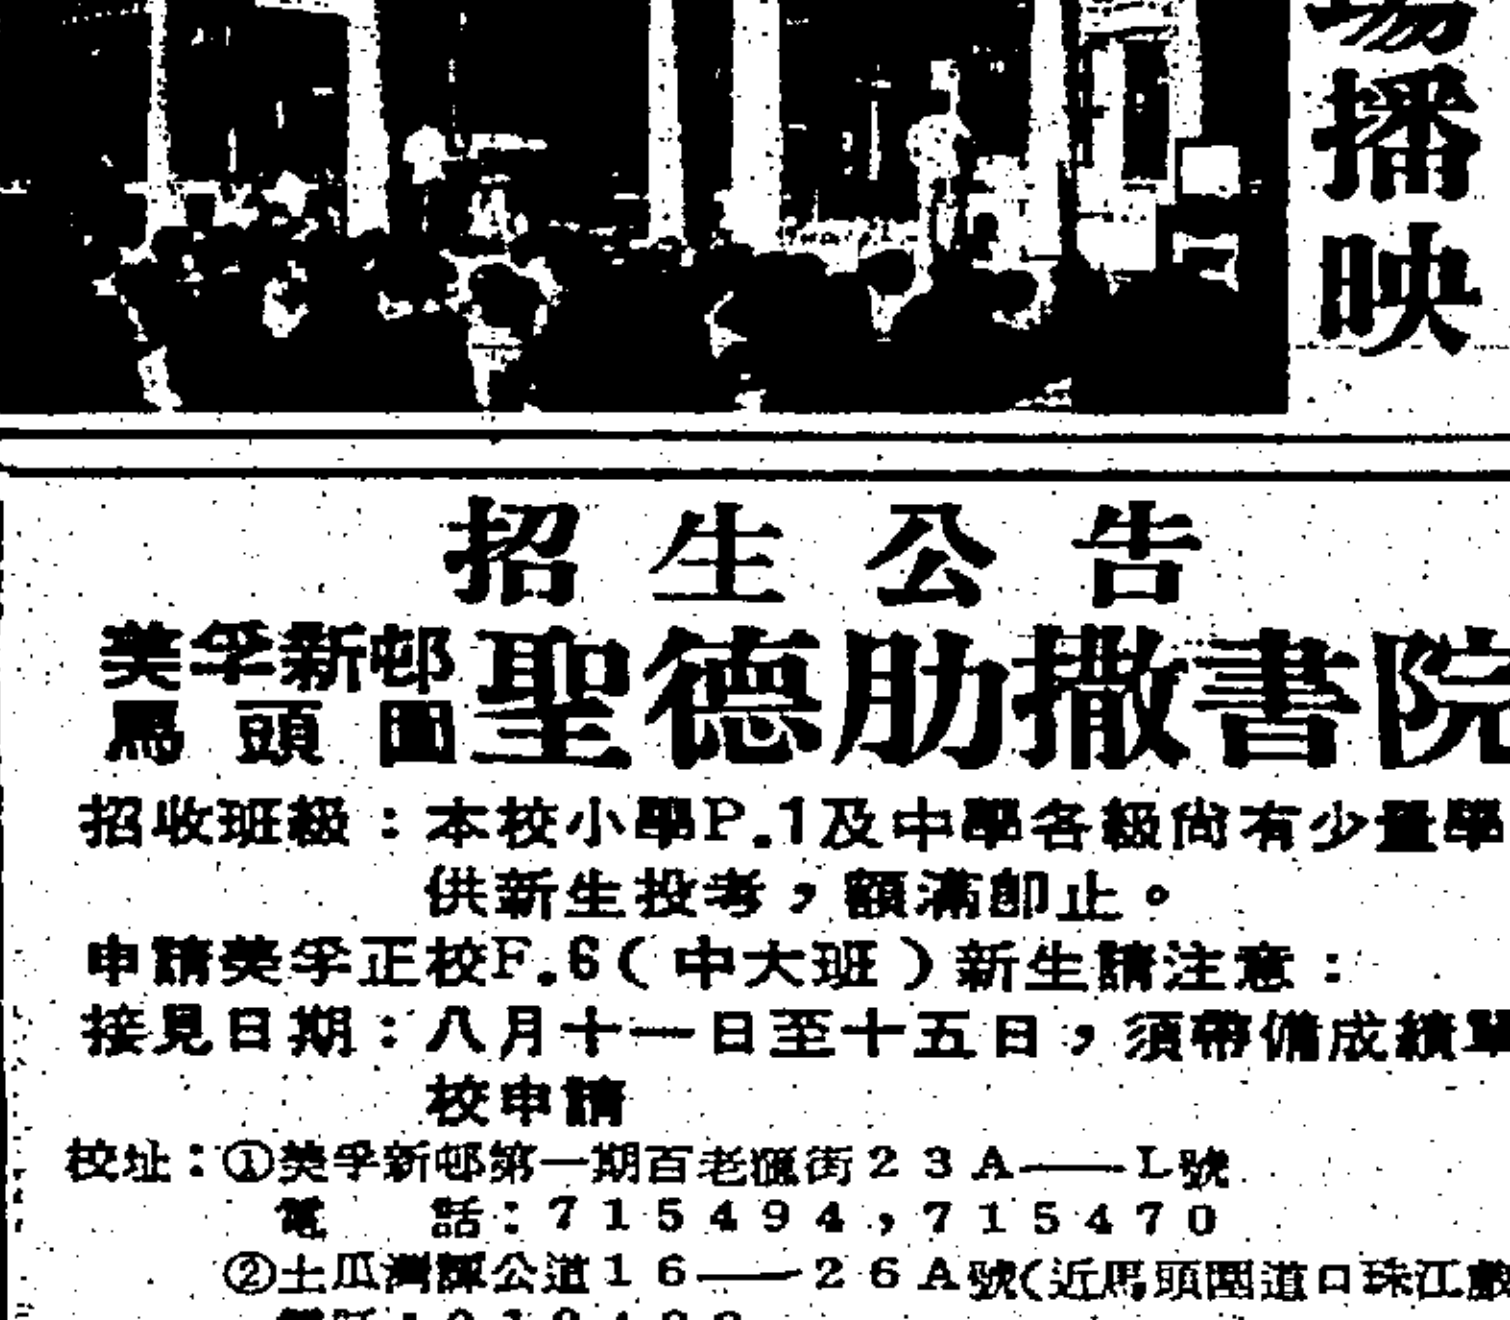 播映
招生公告
美孚新邨
馬頭圍
聖德肋撒書院
招收班級：本校小學P.1及中學各級尚有少量學
供新生投考，額滿即止。
申請美孚正校F.6（中大班）新生請注意：
接見日期：八月十一日至十五日，須帶備成績單
校申請
校址：①美孚新邨第一期百老匯街23A——L號
電話：715494，715470
②土瓜灣譚公道16——26A號（近馬頭圍道口珠江戲